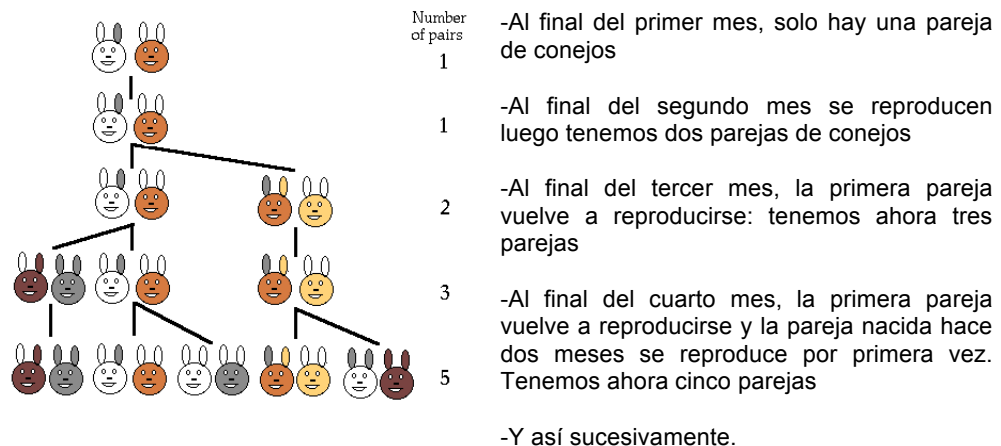 Number
of pairs
1
1
2
3
5
-Al final del primer mes, solo hay una pareja
de conejos
-Al final del segundo mes se reproducen
luego tenemos dos parejas de conejos
-Al final del tercer mes, la primera pareja
vuelve a reproducirse: tenemos ahora tres
parejas
-Al final del cuarto mes, la primera pareja
vuelve a reproducirse y la pareja nacida hace
dos meses se reproduce por primera vez.
Tenemos ahora cinco parejas
-Y así sucesivamente.